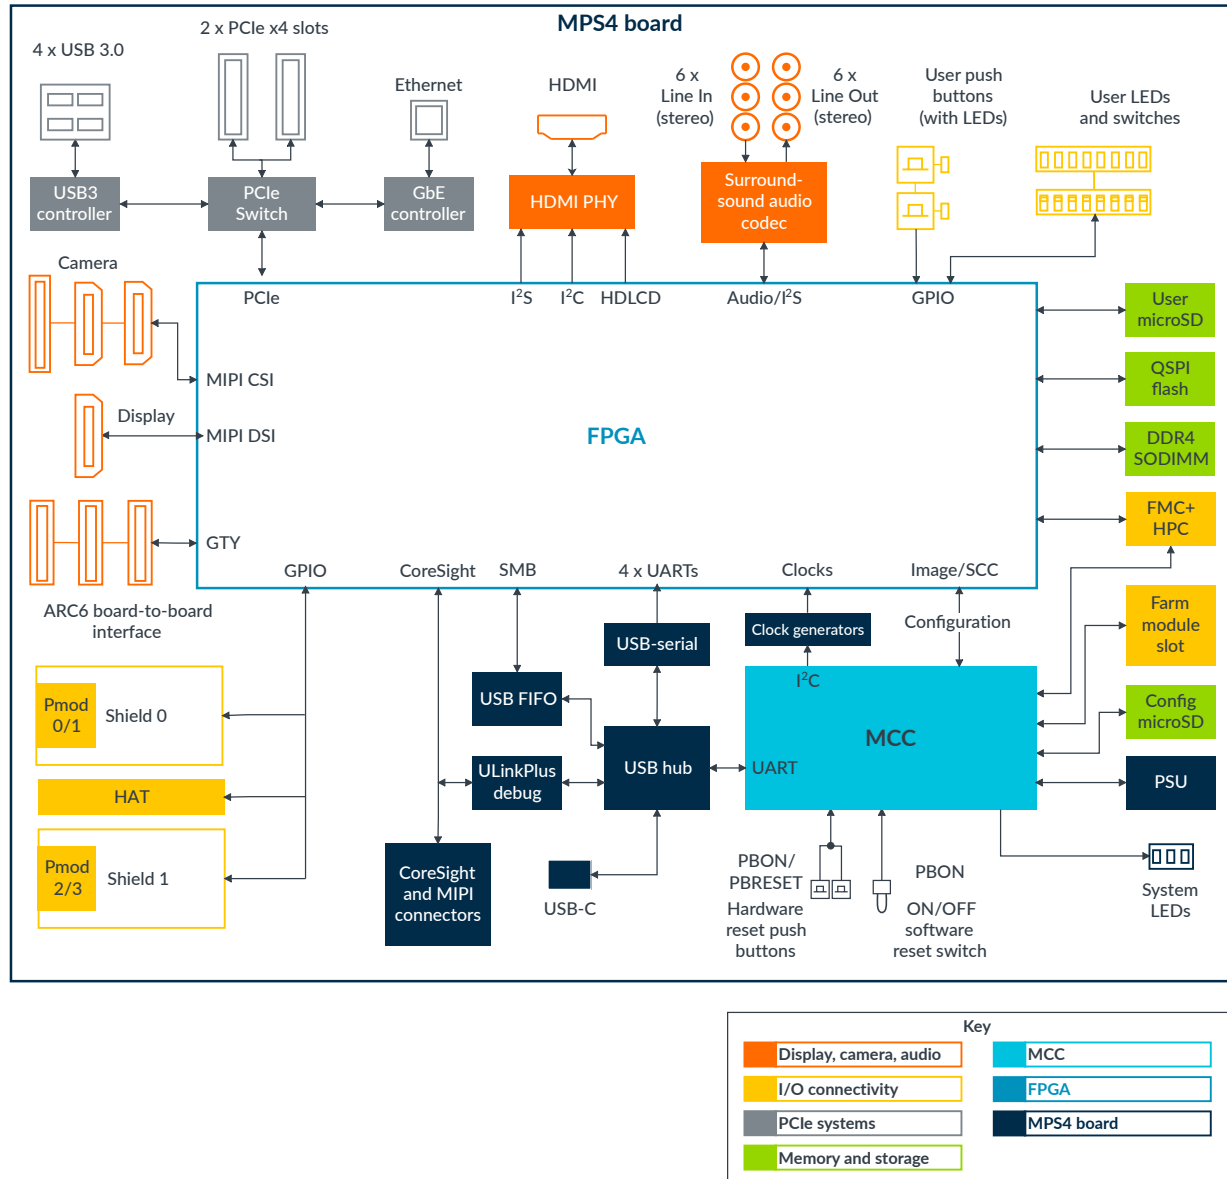 MPS4 board
4 x USB 3.0
2 x PCIe x4 slots
Ethernet
HDMI
6 x
Line In
(stereo)
6 x
Line Out
(stereo)
User push
buttons
(with LEDs)
User LEDs
and switches
USB3
controller
PCIe
Switch
GbE
controller
HDMI PHY
Surround-
sound audio
codec
Camera
PCIe
I²S
I²C
HDLCD
Audio/I²S
GPIO
User
microSD
MIPI CSI
QSPI
flash
Display
MIPI DSI
FPGA
DDR4
SODIMM
FMC+
HPC
GTY
GPIO
CoreSight
SMB
4 x UARTs
Clocks
Image/SCC
ARC6 board-to-board
interface
USB-serial
Clock generators
Configuration
Farm
module
slot
I²C
Pmod
0/1
Shield 0
USB FIFO
Config
microSD
MCC
HAT
ULinkPlus
debug
USB hub
UART
PSU
Pmod
2/3
Shield 1
CoreSight
and MIPI
connectors
USB-C
PBON/
PBRESET
Hardware
reset push
buttons
PBON
ON/OFF
software
reset switch
System
LEDs
Key
Display, camera, audio
MCC
I/O connectivity
FPGA
PCIe systems
MPS4 board
Memory and storage